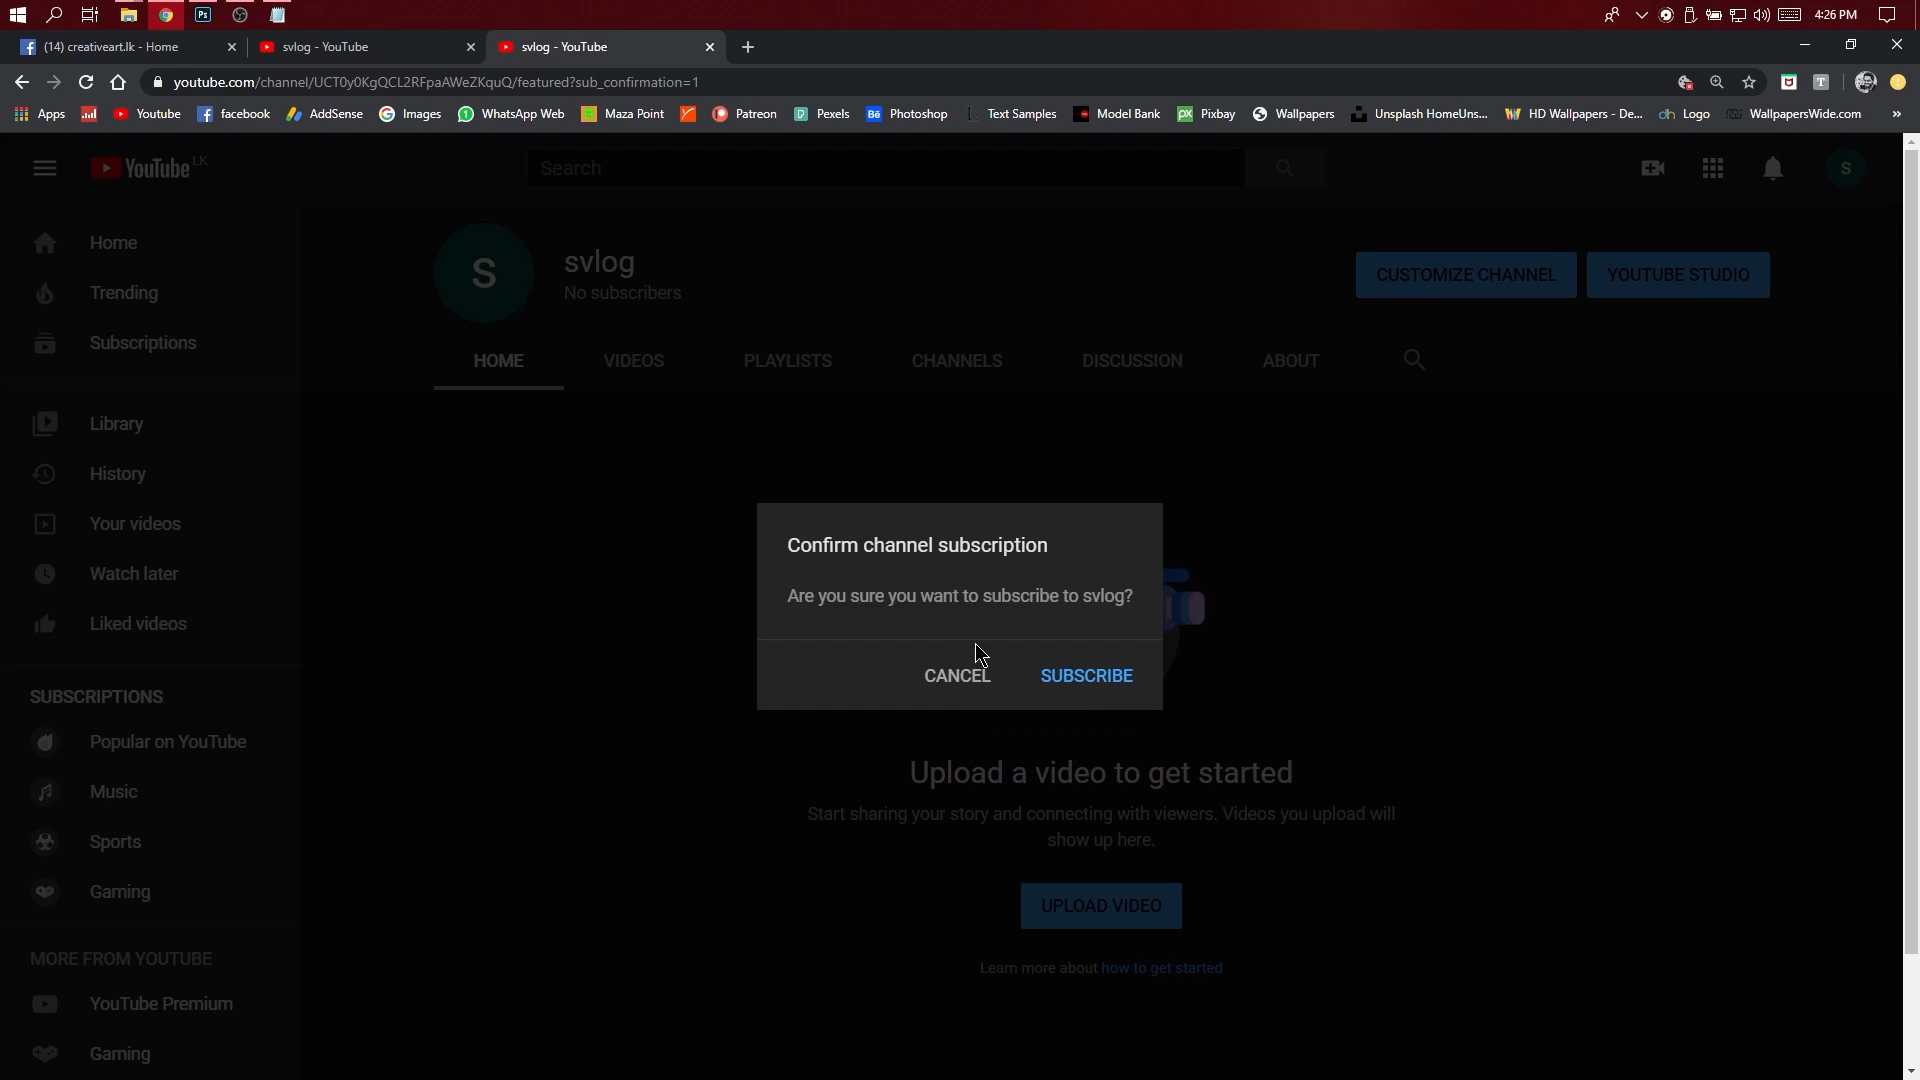 4:26 PM
(14) creativeart.lk - Home
svlog - YouTube
svlog - YouTube
youtube.com/channel/UCT0y0KgQCL2RFpaAWeZKquQ/featured?sub_confirmation=1
Apps
Youtube
facebook
AddSense
Images
WhatsApp Web
Maza Point
Patreon
Pexels
Photoshop
Text Samples
Model Bank
Pixbay
Wallpapers
Unsplash HomeUns...
HD Wallpapers - De...
Logo
WallpapersWide.com
YouTube LK
Search
S
Home
Trending
Subscriptions
Library
History
Your videos
Watch later
Liked videos
SUBSCRIPTIONS
Popular on YouTube
Music
Sports
Gaming
MORE FROM YOUTUBE
YouTube Premium
Gaming
S
svlog
No subscribers
CUSTOMIZE CHANNEL
YOUTUBE STUDIO
HOME
VIDEOS
PLAYLISTS
CHANNELS
DISCUSSION
ABOUT
Confirm channel subscription
Are you sure you want to subscribe to svlog?
CANCEL
SUBSCRIBE
Upload a video to get started
Start sharing your story and connecting with viewers. Videos you upload will
show up here.
UPLOAD VIDEO
Learn more about how to get started